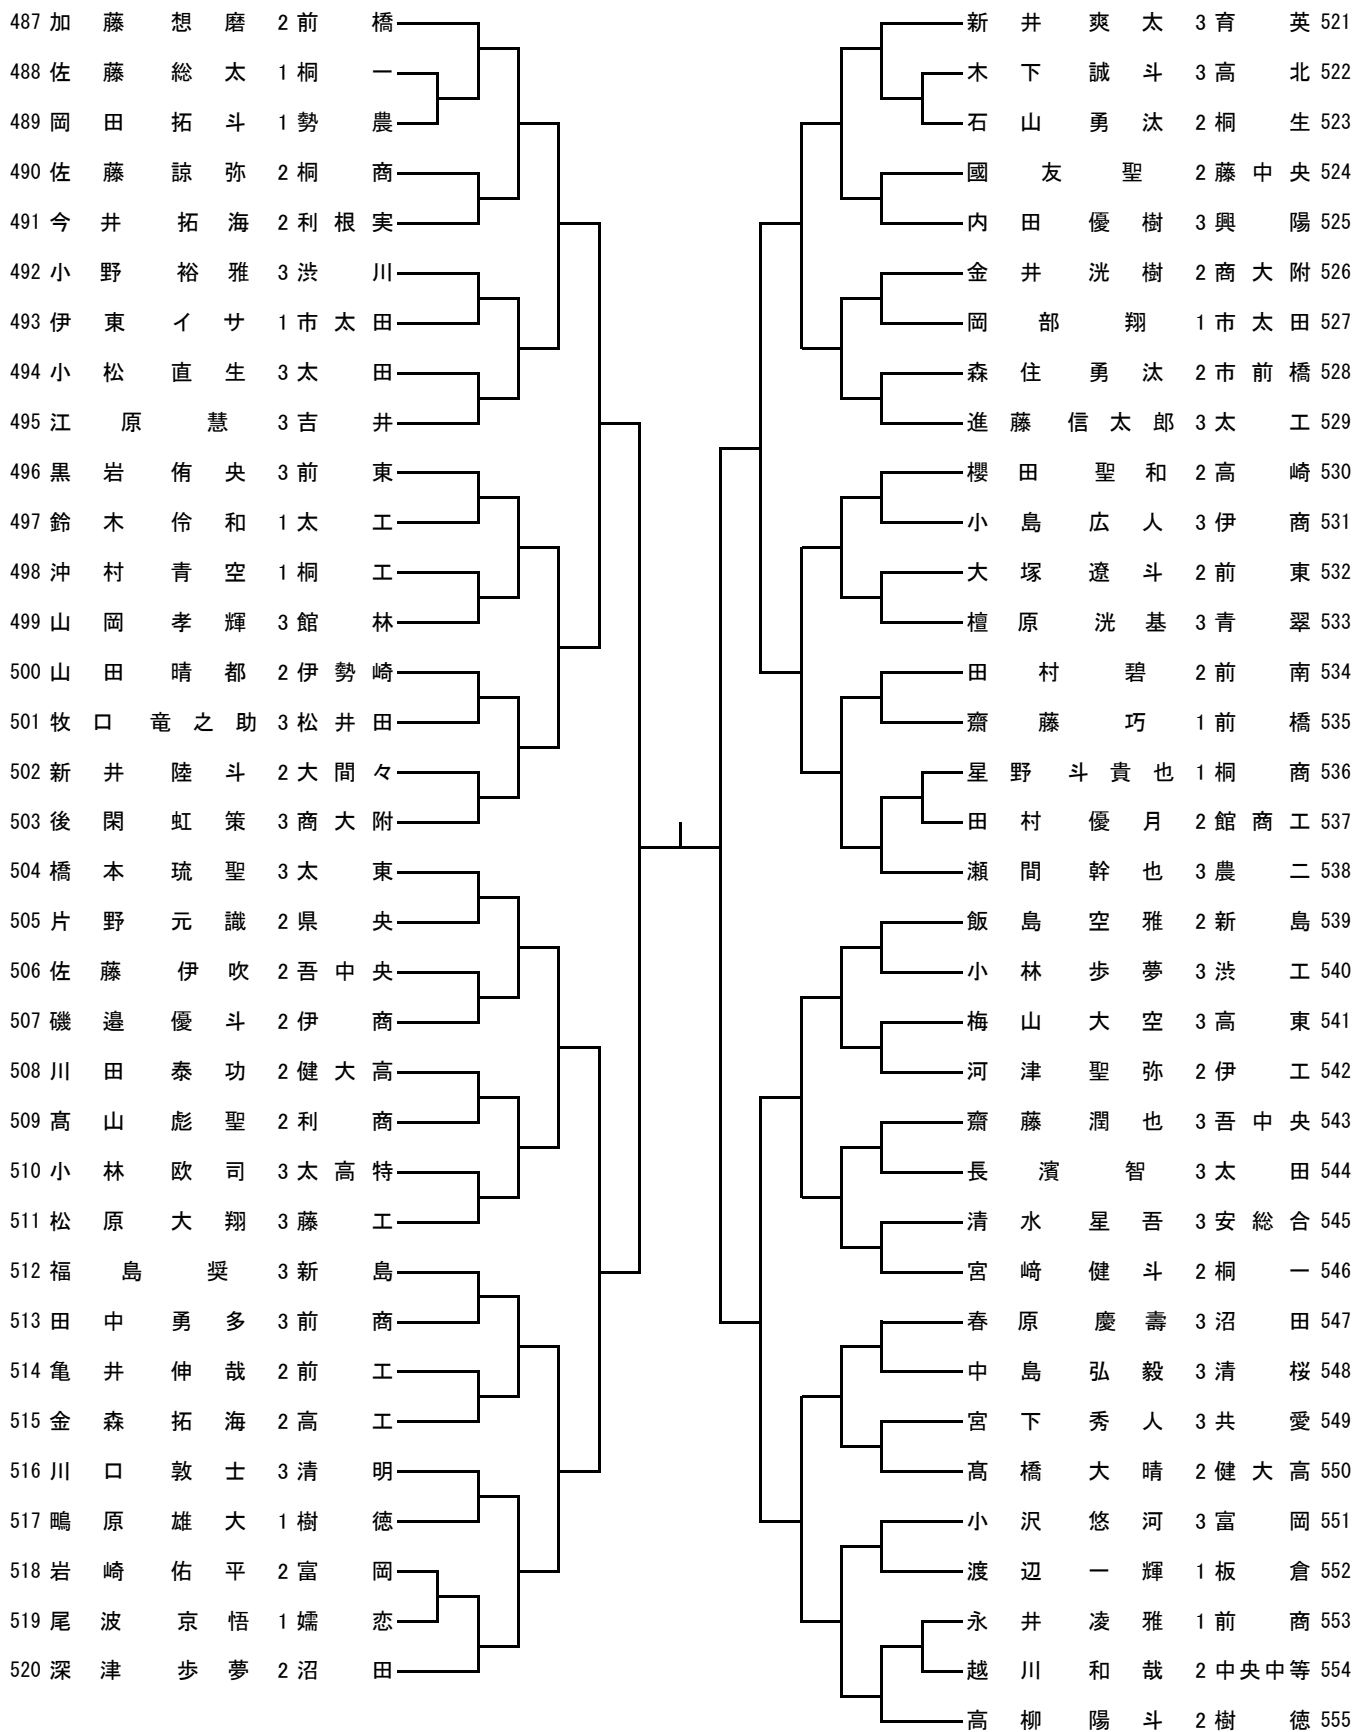 487 加藤 想磨 2 前橋
488 佐藤 総太 1 桐一
489 岡田 拓斗 1 勢農
490 佐藤 諒弥 2 桐商
491 今井 拓海 2 利根実
492 小野 裕雅 3 渋川
493 伊東 イサ 1 市太田
494 小松 直生 3 太田
495 江原 慧 3 吉井
496 黒岩 侑央 3 前東
497 鈴木 伶和 1 太工
498 沖村 青空 1 桐工
499 山岡 孝輝 3 館林
500 山田 晴都 2 伊勢崎
501 牧口 竜之助 3 松井田
502 新井 陸斗 2 大間々
503 後閑 虹策 3 商大附
504 橋本 琉聖 3 太東
505 片野 元識 2 県央
506 佐藤 伊吹 2 吾中央
507 磯邉 優斗 2 伊商
508 川田 泰功 2 健大高
509 髙山 彪聖 2 利商
510 小林 欧司 3 太高特
511 松原 大翔 3 藤工
512 福島 奨 3 新島
513 田中 勇多 3 前商
514 亀井 伸哉 2 前工
515 金森 拓海 2 高工
516 川口 敦士 3 清明
517 鴫原 雄大 1 樹徳
518 岩崎 佑平 2 富岡
519 尾波 京悟 1 嬬恋
520 深津 歩夢 2 沼田
新井 爽太 3 育英 521
木下 誠斗 3 高北 522
石山 勇汰 2 桐生 523
國友 聖 2 藤中央 524
内田 優樹 3 興陽 525
金井 洸樹 2 商大附 526
岡部 翔 1 市太田 527
森住 勇汰 2 市前橋 528
進藤 信太郎 3 太工 529
櫻田 聖和 2 高崎 530
小島 広人 3 伊商 531
大塚 遼斗 2 前東 532
檀原 洸基 3 青翠 533
田村 碧 2 前南 534
齋藤 巧 1 前橋 535
星野 斗貴也 1 桐商 536
田村 優月 2 館商工 537
瀬間 幹也 3 農二 538
飯島 空雅 2 新島 539
小林 歩夢 3 渋工 540
梅山 大空 3 高東 541
河津 聖弥 2 伊工 542
齋藤 潤也 3 吾中央 543
長濱 智 3 太田 544
清水 星吾 3 安総合 545
宮﨑 健斗 2 桐一 546
春原 慶壽 3 沼田 547
中島 弘毅 3 清桜 548
宮下 秀人 3 共愛 549
髙橋 大晴 2 健大高 550
小沢 悠河 3 富岡 551
渡辺 一輝 1 板倉 552
永井 凌雅 1 前商 553
越川 和哉 2 中央中等 554
高柳 陽斗 2 樹徳 555